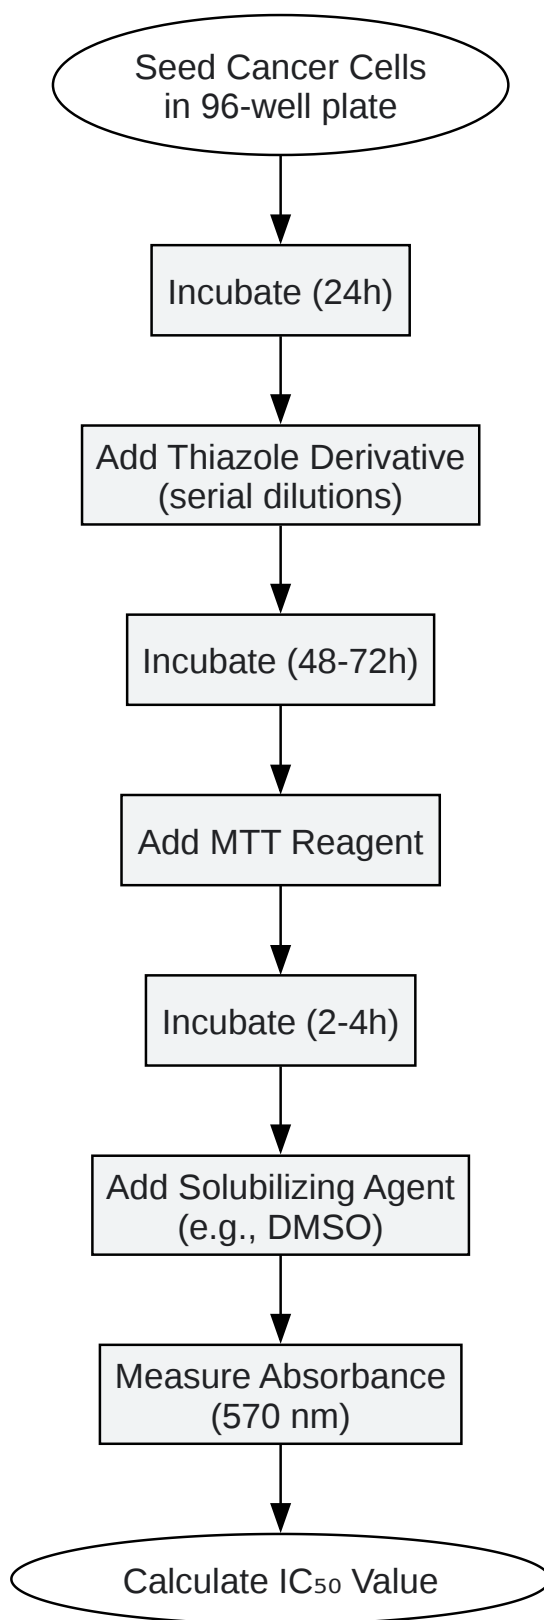 Seed Cancer Cells
in 96-well plate
Incubate (24h)
Add Thiazole Derivative
(serial dilutions)
Incubate (48-72h)
Add MTT Reagent
Incubate (2-4h)
Add Solubilizing Agent
(e.g., DMSO)
Measure Absorbance
(570 nm)
Calculate IC₅₀ Value